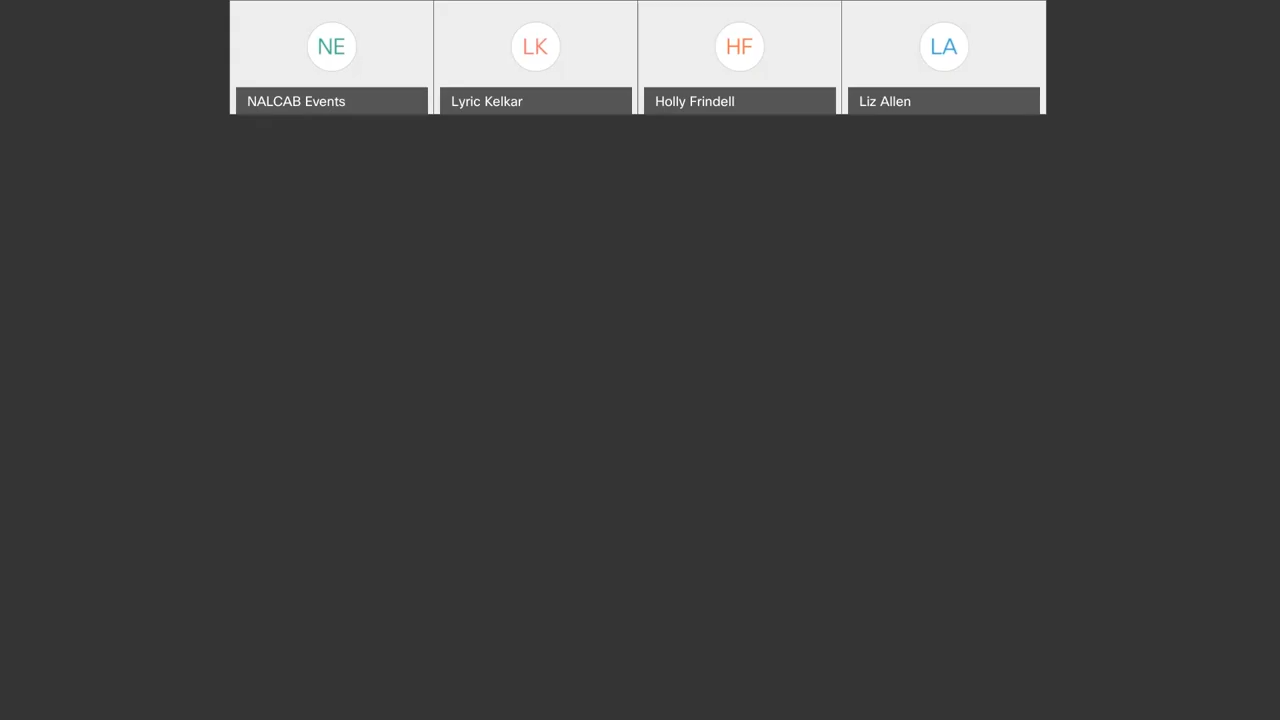 NE
LK
HF
LA
NALCAB Events
Lyric Kelkar
Holly Frindell
Liz Allen